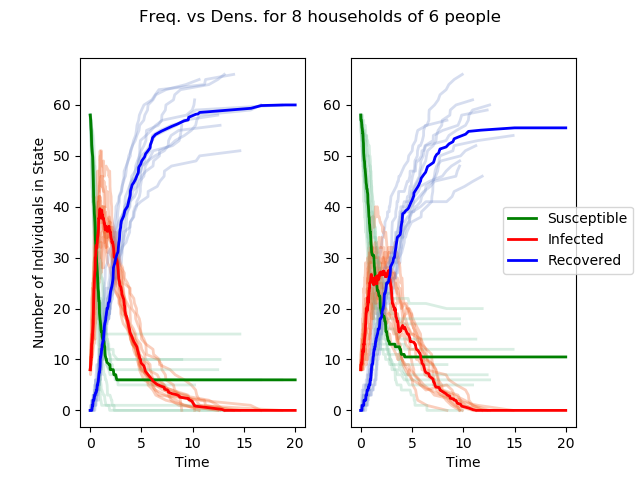 Freq. vs Dens. for 8 households of 6 people
Number of Individuals in State
60
50
40
30
20
10
0
0 5 10 15 20
Time
60
50
40
30
20
10
0
0 5 10 15 20
Time
Susceptible
Infected
Recovered